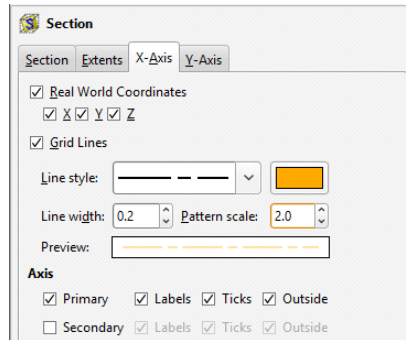 Section
Section Extents X-Axis Y-Axis
Real World Coordinates
X Y Z
Grid Lines
Line style:
Line width: 0.2 Pattern scale: 2.0
Preview:
Axis
Primary Labels Ticks Outside
Secondary Labels Ticks Outside